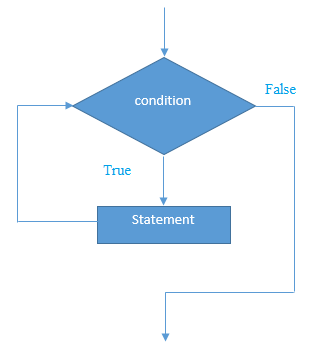 False
condition
True
Statement